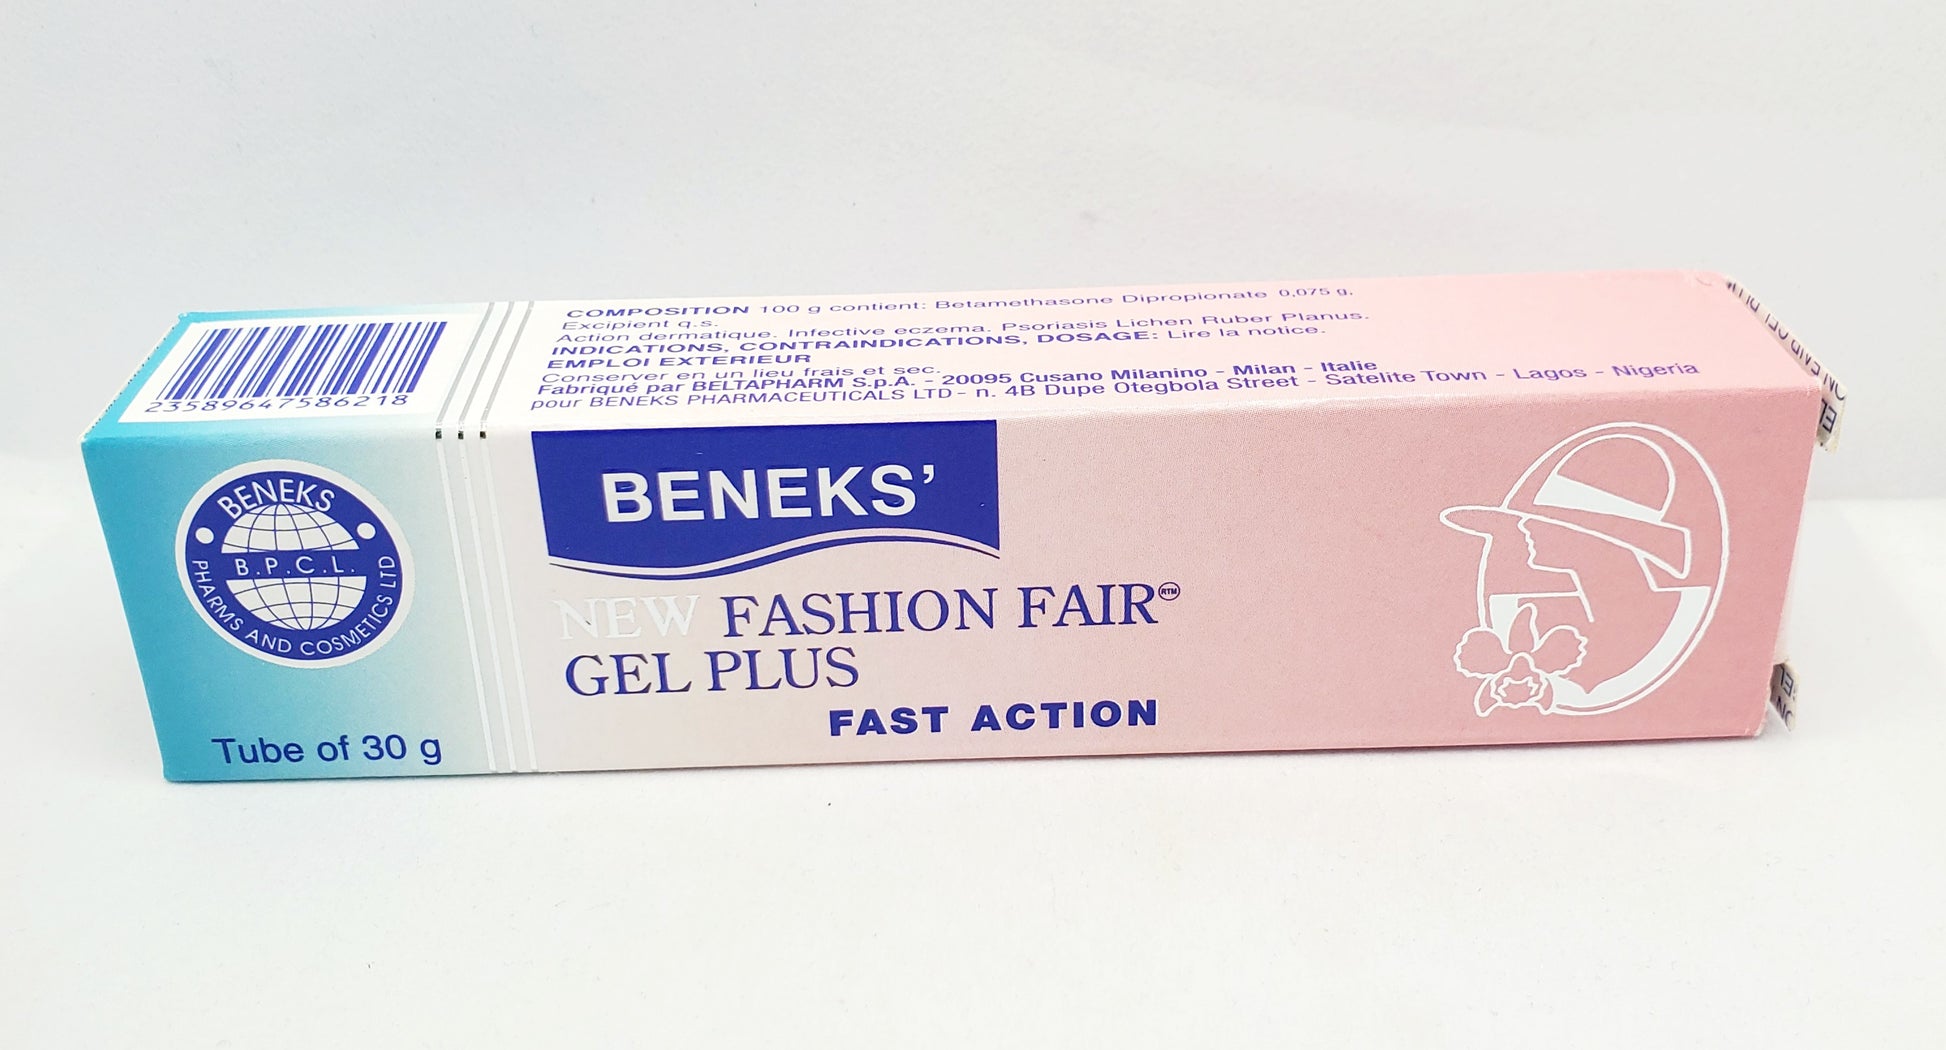 COMPOSITION 100 g contient: Betamethasone Dipropionate 0,075 g.
Excipient q.s.
Action dermatique. Infective eczema. Psoriasis Lichen Ruber Planus.
INDICATIONS, CONTRAINDICATIONS, DOSAGE: Lire la notice.
EMPLOI EXTERIEUR
Conserver en un lieu frais et sec.
Fabriqué par BELTAPHARM S.p.A. - 20095 Cusano Milanino - Milan - Italie
pour BENEKS PHARMACEUTICALS LTD - n. 4B Dupe Otegbola Street - Satelite Town - Lagos - Nigeria
23589647586218
BENEKS
B.P.C.L.
PHARMS AND COSMETICS LTD
Tube of 30 g
BENEKS'
NEW FASHION FAIR RTM
GEL PLUS
FAST ACTION